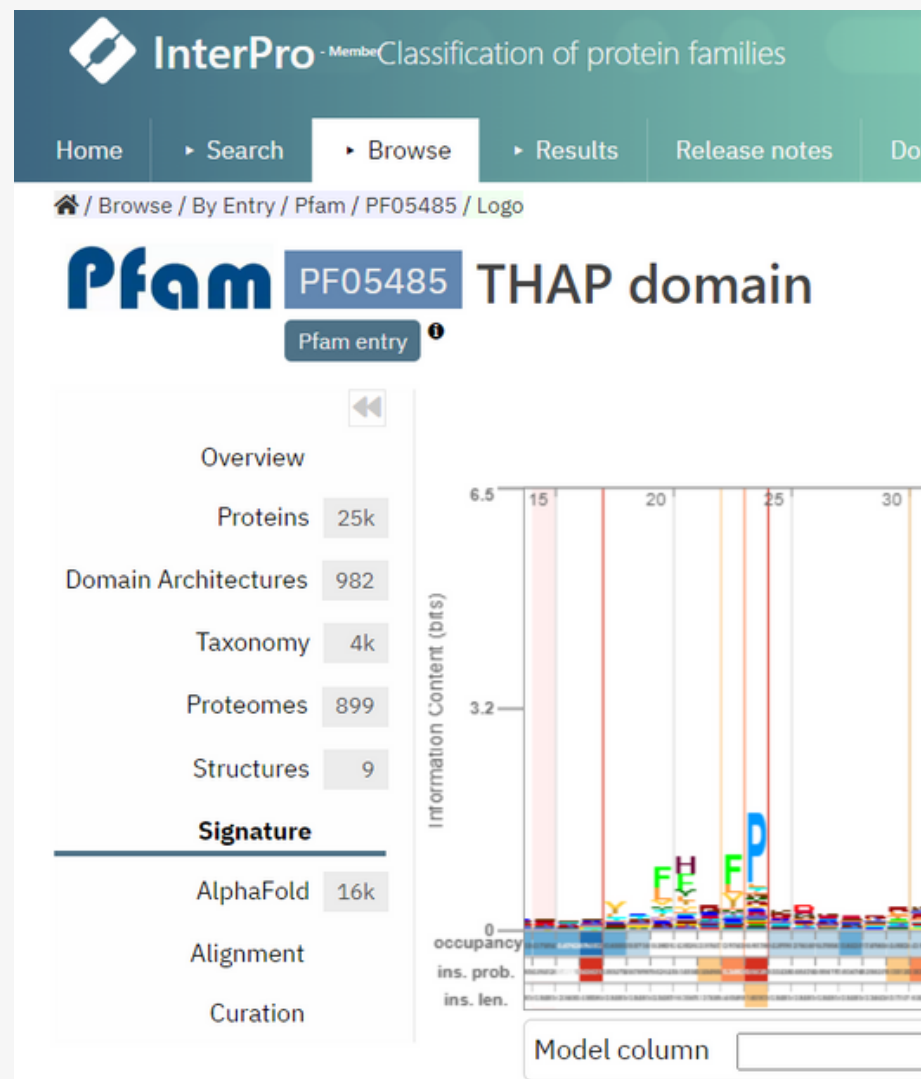 InterPro - Member Classification of protein families
Home ▸ Search ▸ Browse ▸ Results Release notes Do
/ Browse / By Entry / Pfam / PF05485 / Logo
Pfam PF05485 THAP domain
Pfam entry
Overview
Proteins 25k
Domain Architectures 982
Taxonomy 4k
Proteomes 899
Structures 9
Signature
AlphaFold 16k
Alignment
Curation
Information Content (bits)
6.5
15 20 25 30
3.2
0
F H F P
occupancy
ins. prob.
ins. len.
Model column